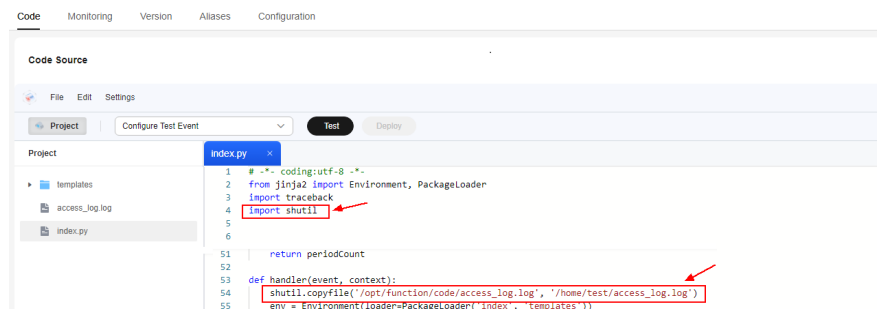 Code Monitoring Version Aliases Configuration
Code Source
File Edit Settings
Project Configure Test Event Test Deploy
Project index.py ×
templates
access_log.log
index.py
1 # -*- coding:utf-8 -*-
2 from jinja2 import Environment, PackageLoader
3 import traceback
4 import shutil
5
6
51 return periodCount
52
53 def handler(event, context):
54 shutil.copyfile('/opt/function/code/access_log.log', '/home/test/access_log.log')
55 env = Environment(loader=PackageLoader('index', 'templates'))